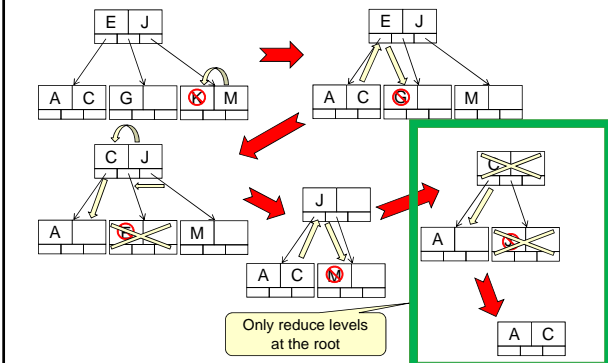 E J
A C G K M
E J
A C G M
C J
A E M
J
A C M
C
A J
A C
Only reduce levels
at the root